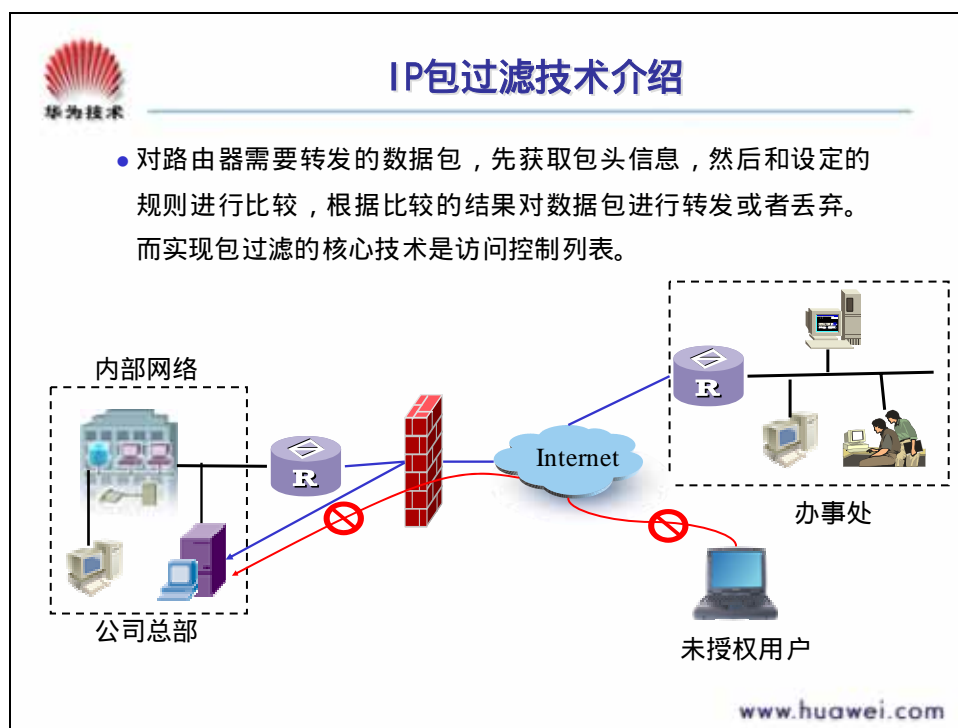 华为技术
IP包过滤技术介绍
对路由器需要转发的数据包，先获取包头信息，然后和设定的
规则进行比较，根据比较的结果对数据包进行转发或者丢弃。
而实现包过滤的核心技术是访问控制列表。
内部网络
R
R
Internet
办事处
公司总部
未授权用户
www.huawei.com